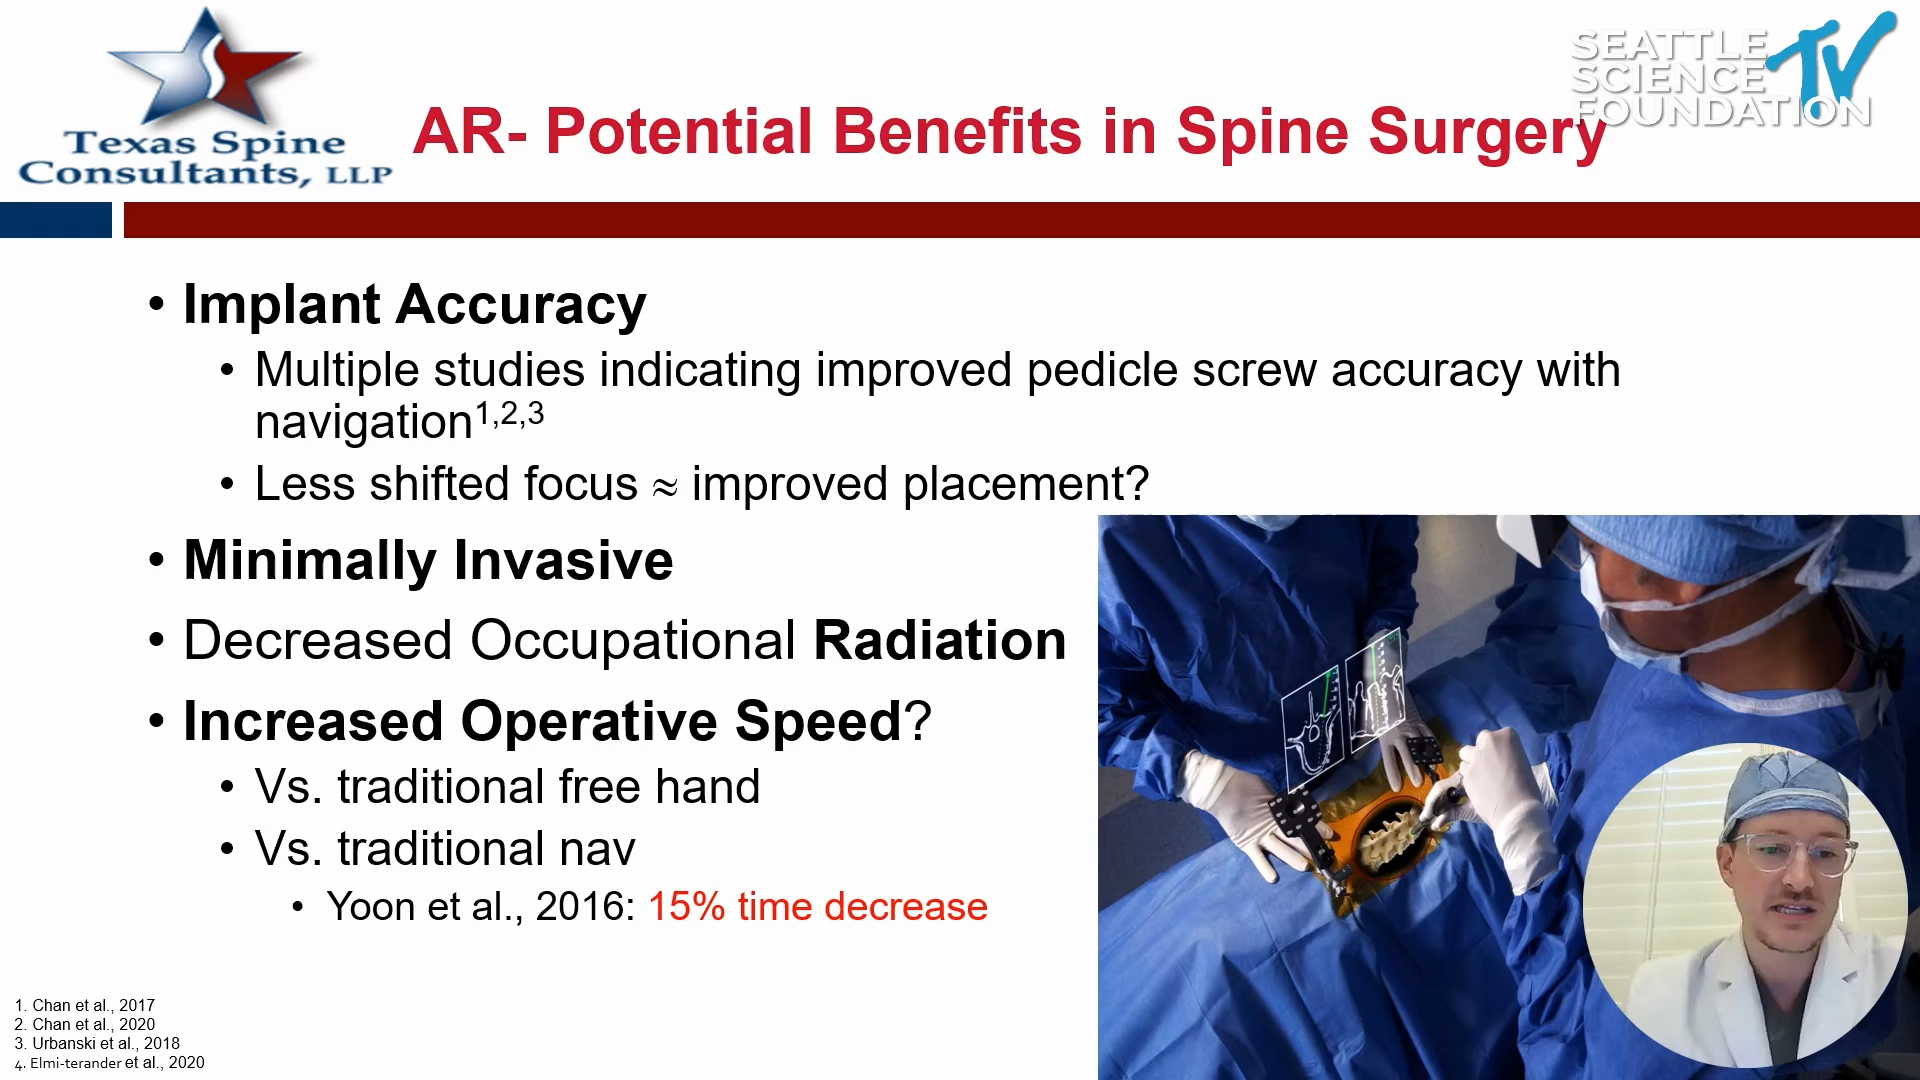 Texas Spine
Consultants, LLP
SEATTLE
SCIENCE
FOUNDATION
TV
AR- Potential Benefits in Spine Surgery
• Implant Accuracy
• Multiple studies indicating improved pedicle screw accuracy with
navigation1,2,3
• Less shifted focus ≈ improved placement?
• Minimally Invasive
• Decreased Occupational Radiation
• Increased Operative Speed?
• Vs. traditional free hand
• Vs. traditional nav
• Yoon et al., 2016: 15% time decrease
1. Chan et al., 2017
2. Chan et al., 2020
3. Urbanski et al., 2018
4. Elmi-terander et al., 2020